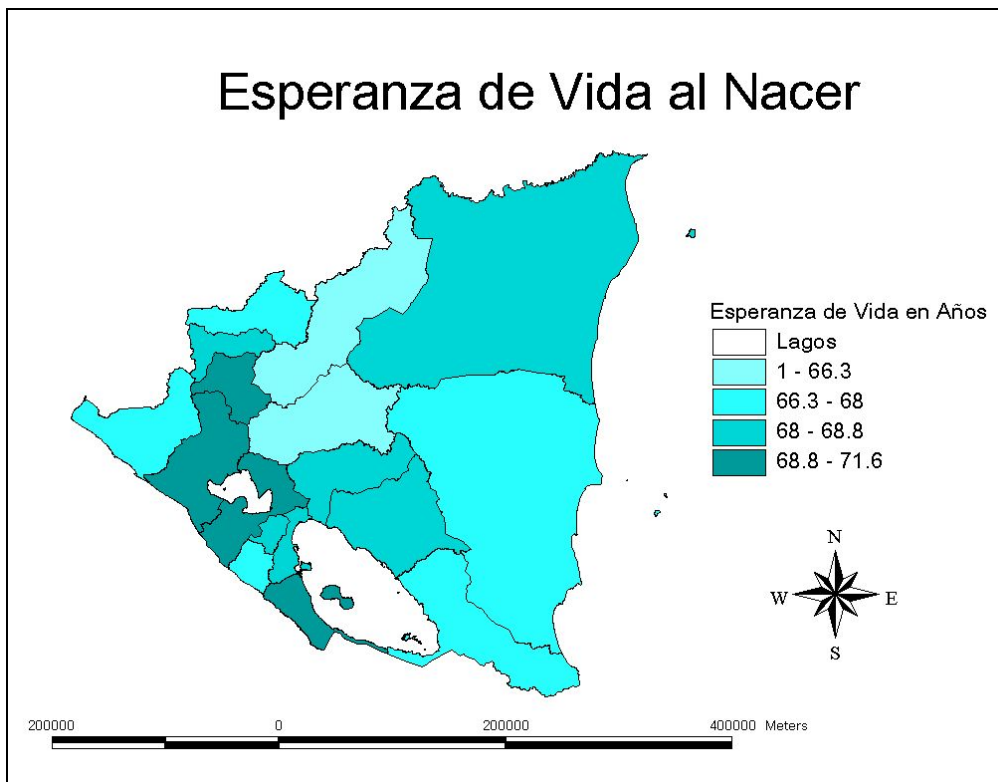 Esperanza de Vida al Nacer
Esperanza de Vida en Años
Lagos
1 - 66.3
66.3 - 68
68 - 68.8
68.8 - 71.6
N
W E
S
200000 0 200000 400000 Meters